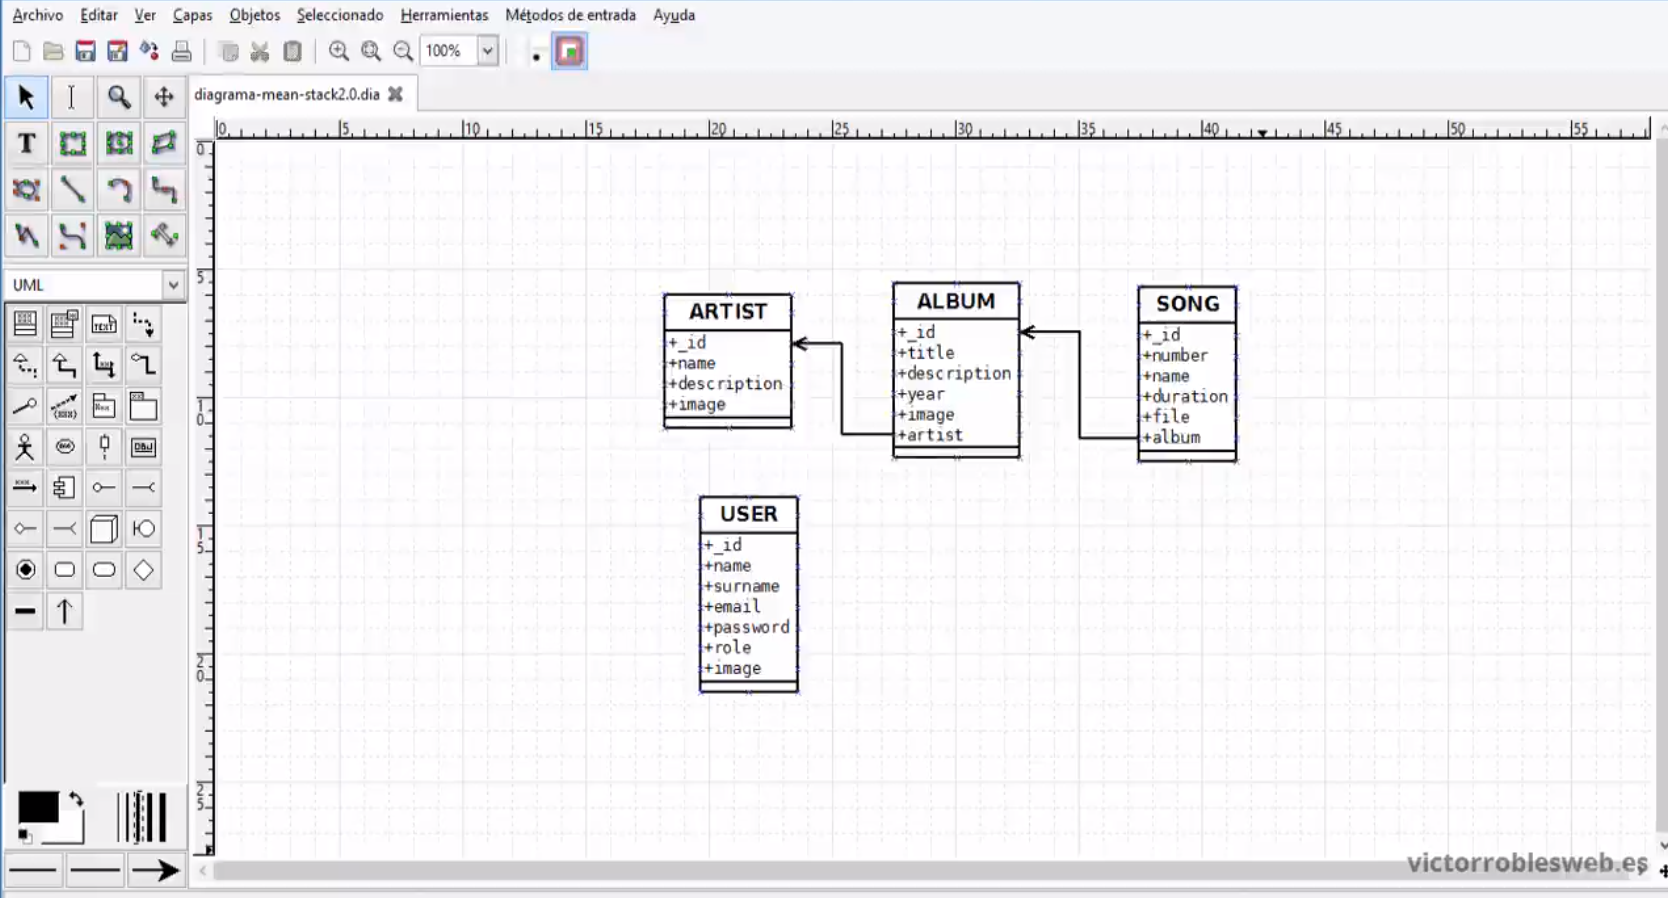 Archivo Editar Ver Capas Objetos Seleccionado Herramientas Métodos de entrada Ayuda
100%
diagrama-mean-stack2.0.dia
0 5 10 15 20 25 30 35 40 45 50 55
0
5
10
15
20
25
T
UML
ARTIST
+_id
+name
+description
+image
ALBUM
+_id
+title
+description
+year
+image
+artist
SONG
+_id
+number
+name
+duration
+file
+album
USER
+_id
+name
+surname
+email
+password
+role
+image
victorroblesweb.es